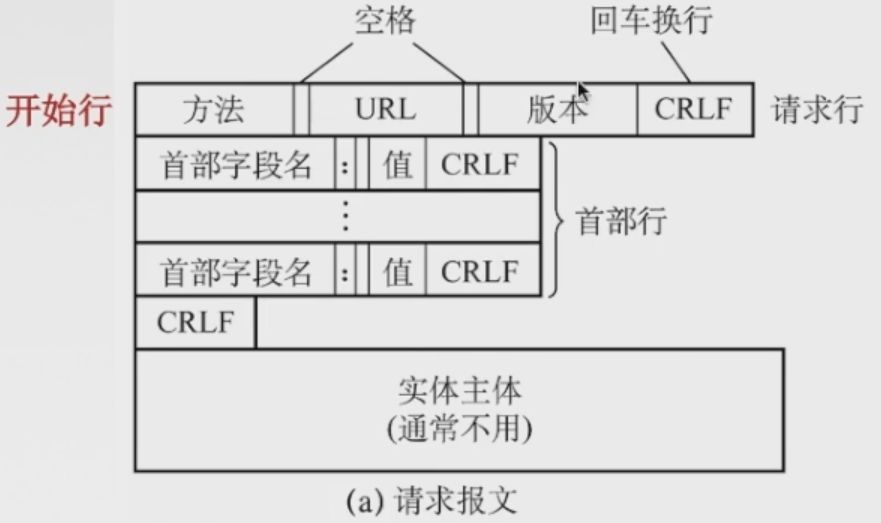 空格 回车换行
开始行 方法 URL 版本 CRLF 请求行
首部字段名 : 值 CRLF
⋮ 首部行
首部字段名 : 值 CRLF
CRLF
实体主体
(通常不用)
(a) 请求报文